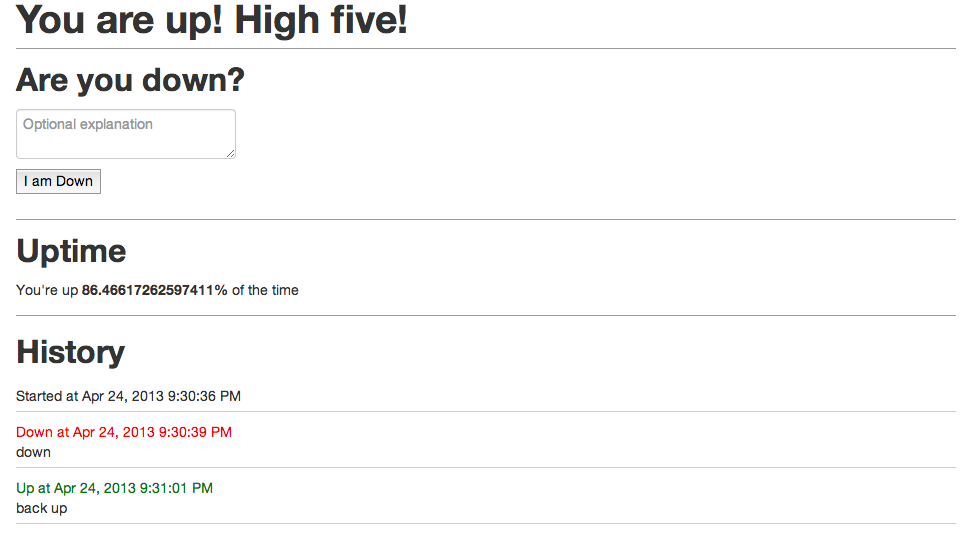 You are up! High five!
Are you down?
Optional explanation
I am Down
Uptime
You're up 86.46617262597411% of the time
History
Started at Apr 24, 2013 9:30:36 PM
Down at Apr 24, 2013 9:30:39 PM
down
Up at Apr 24, 2013 9:31:01 PM
back up